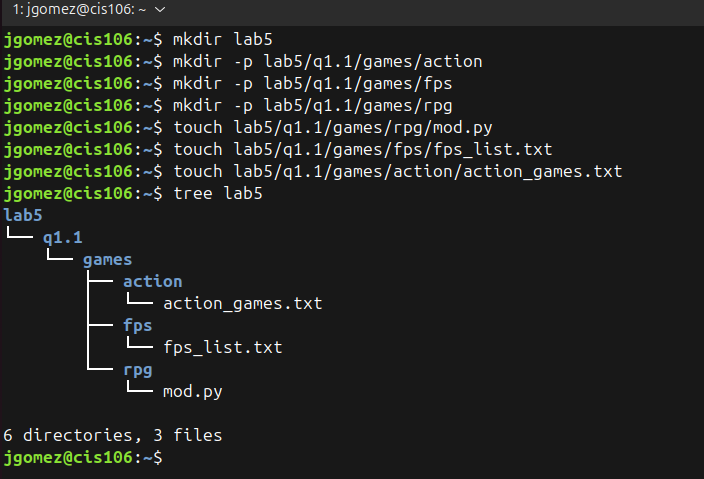 1: jgomez@cis106: ~
jgomez@cis106:~$ mkdir lab5
jgomez@cis106:~$ mkdir -p lab5/q1.1/games/action
jgomez@cis106:~$ mkdir -p lab5/q1.1/games/fps
jgomez@cis106:~$ mkdir -p lab5/q1.1/games/rpg
jgomez@cis106:~$ touch lab5/q1.1/games/rpg/mod.py
jgomez@cis106:~$ touch lab5/q1.1/games/fps/fps_list.txt
jgomez@cis106:~$ touch lab5/q1.1/games/action/action_games.txt
jgomez@cis106:~$ tree lab5
lab5
└── q1.1
    └── games
        ├── action
        │   └── action_games.txt
        ├── fps
        │   └── fps_list.txt
        └── rpg
            └── mod.py
6 directories, 3 files
jgomez@cis106:~$